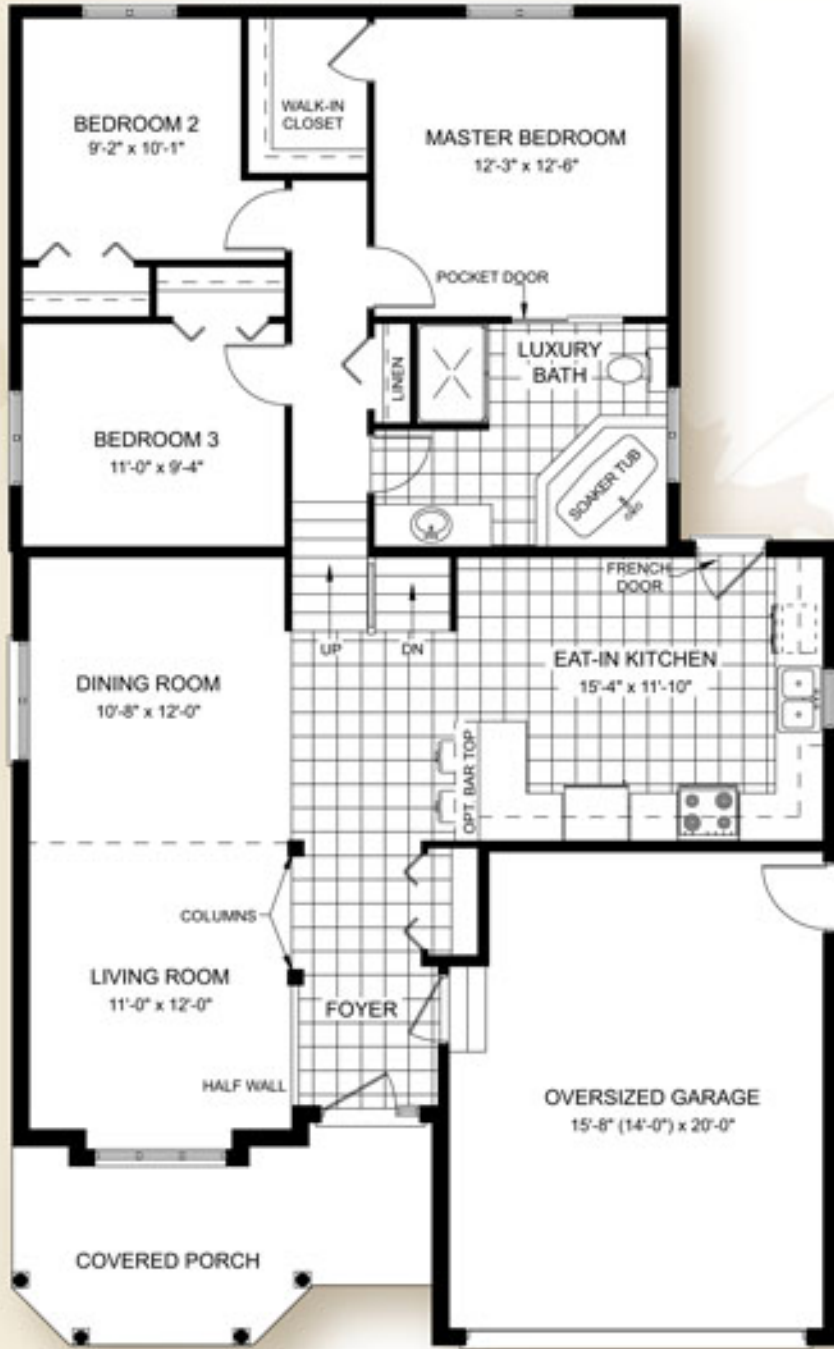 BEDROOM 2
9'-2" x 10'-1"
WALK-IN
CLOSET
MASTER BEDROOM
12'-3" x 12'-6"
POCKET DOOR
LUXURY
BATH
LINEN
BEDROOM 3
11'-0" x 9'-4"
SOAKER TUB
FRENCH
DOOR
UP
DN
EAT-IN KITCHEN
15'-4" x 11'-10"
DINING ROOM
10'-8" x 12'-0"
OPT. BAR TOP
COLUMNS
LIVING ROOM
11'-0" x 12'-0"
FOYER
HALF WALL
OVERSIZED GARAGE
15'-8" (14'-0") x 20'-0"
COVERED PORCH